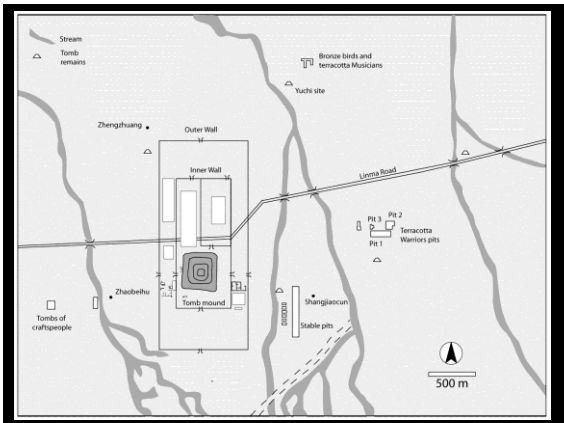 Stream
Tomb
remains
Bronze birds and
terracotta Musicians
Yuchi site
Zhengzhuang
Outer Wall
Inner Wall
Linma Road
Pit 3
Pit 2
Pit 1
Terracotta
Warriors pits
Zhaobeihu
Tomb mound
Shangjiaocun
Stable pits
Tombs of
craftspeople
500 m